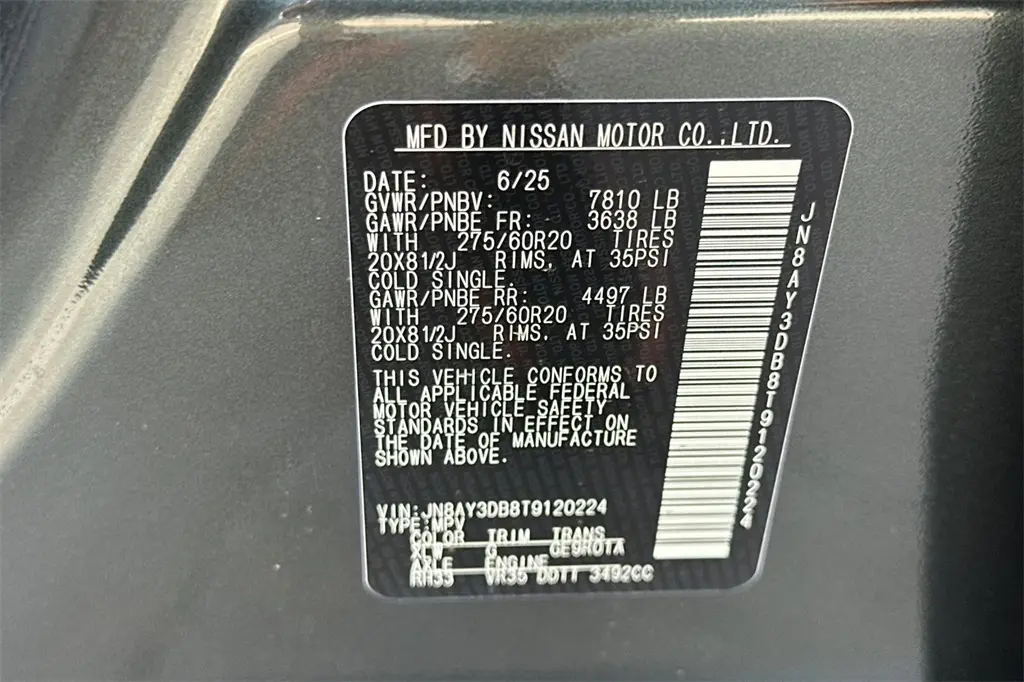 MFD BY NISSAN MOTOR CO.,LTD.
DATE: 6/25
GVWR/PNBV: 7810 LB
GAWR/PNBE FR: 3638 LB
WITH 275/60R20 TIRES
20X81/2J RIMS, AT 35PSI
COLD SINGLE.
GAWR/PNBE RR: 4497 LB
WITH 275/60R20 TIRES
20X81/2J RIMS, AT 35PSI
COLD SINGLE.
THIS VEHICLE CONFORMS TO
ALL APPLICABLE FEDERAL
MOTOR VEHICLE SAFETY
STANDARDS IN EFFECT ON
THE DATE OF MANUFACTURE
SHOWN ABOVE.
VIN:JN8AY3DB8T9120224
TYPE:MPV
COLOR TRIM TRANS
G
AXLE ENGINE
RM33 VR35 DDTT 3492CC
JN8AY3DB8T9120224